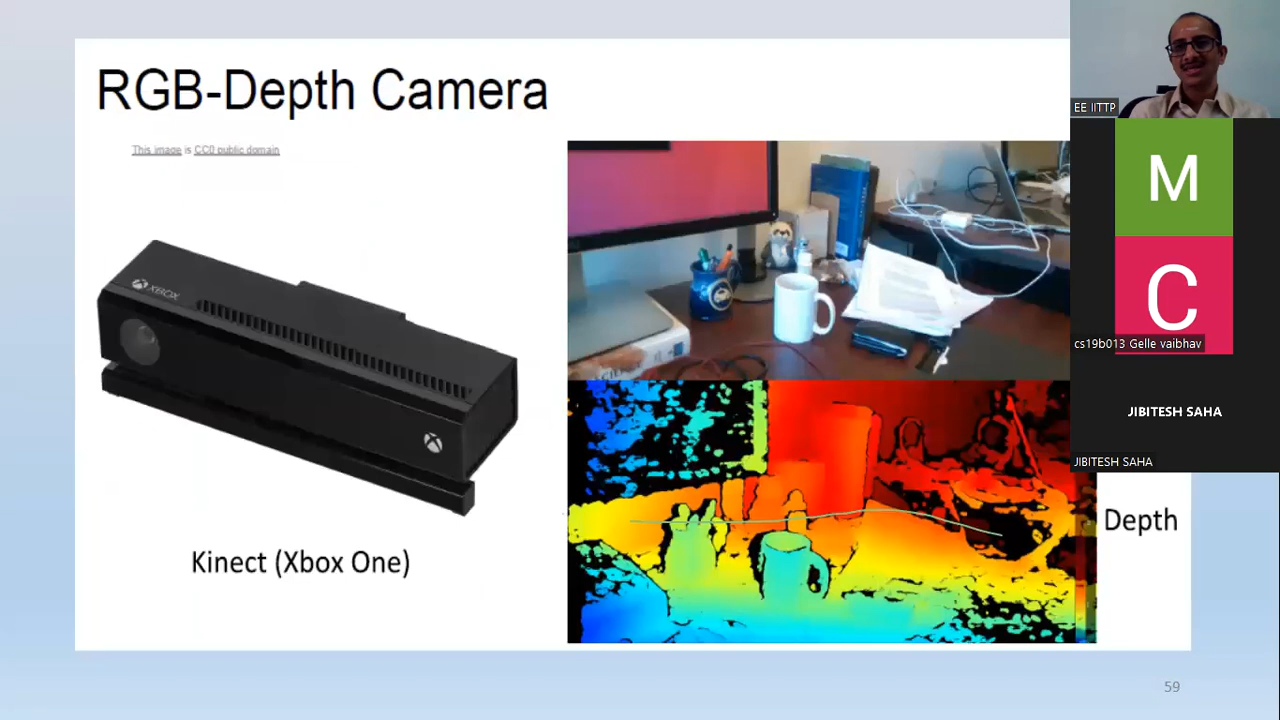 RGB-Depth Camera
This image is CC0 public domain
XBOX
Kinect (Xbox One)
Depth
59
EE IITTP
M
C
cs19b013 Gelle vaibhav
JIBITESH SAHA
JIBITESH SAHA